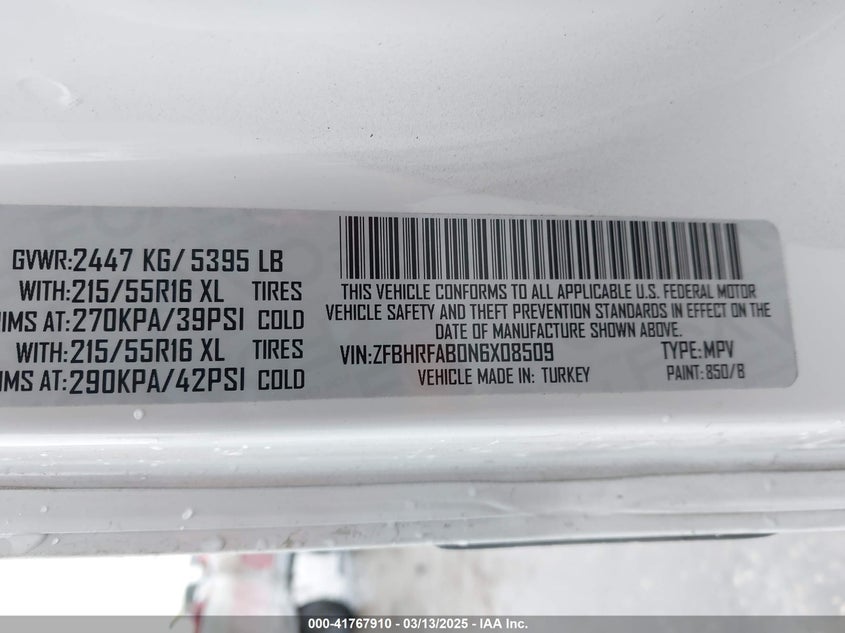 GVWR:2447 KG/ 5395 LB
WITH:215/55R16 XL TIRES
IMS AT:270KPA/39PSI COLD
WITH:215/55R16 XL TIRES
IMS AT:290KPA/42PSI COLD
THIS VEHICLE CONFORMS TO ALL APPLICABLE U.S. FEDERAL MOTOR
VEHICLE SAFETY AND THEFT PREVENTION STANDARDS IN EFFECT ON THE
DATE OF MANUFACTURE SHOWN ABOVE.
VIN:ZFBHRFAB0N6X08509 TYPE:MPV
VEHICLE MADE IN: TURKEY PAINT:850/B
000-41767910 — 03/13/2025 — IAA Inc.